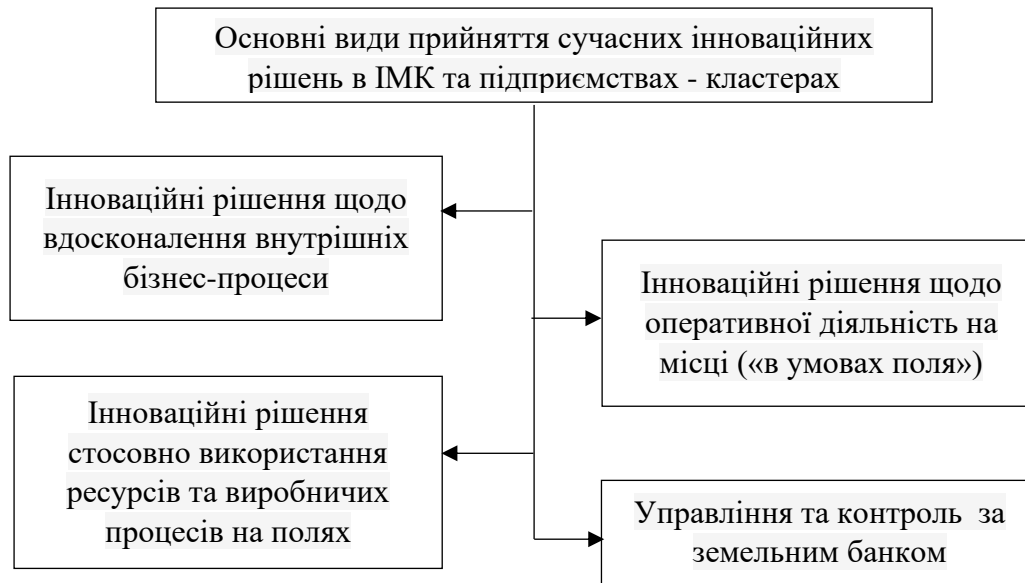 Основні види прийняття сучасних інноваційних
рішень в ІМК та підприємствах - кластерах
Інноваційні рішення щодо
вдосконалення внутрішніх
бізнес-процеси
Інноваційні рішення щодо
оперативної діяльність на
місці («в умовах поля»)
Інноваційні рішення
стосовно використання
ресурсів та виробничих
процесів на полях
Управління та контроль за
земельним банком